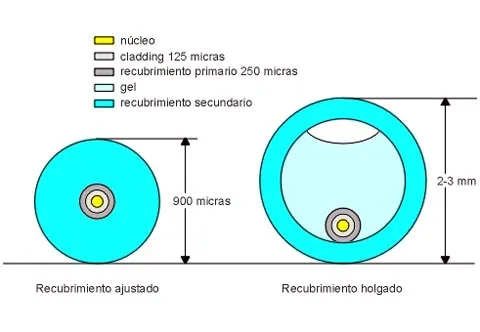 núcleo
cladding 125 micras
recubrimiento primario 250 micras
gel
recubrimiento secundario
900 micras
2-3 mm
Recubrimiento ajustado
Recubrimiento holgado